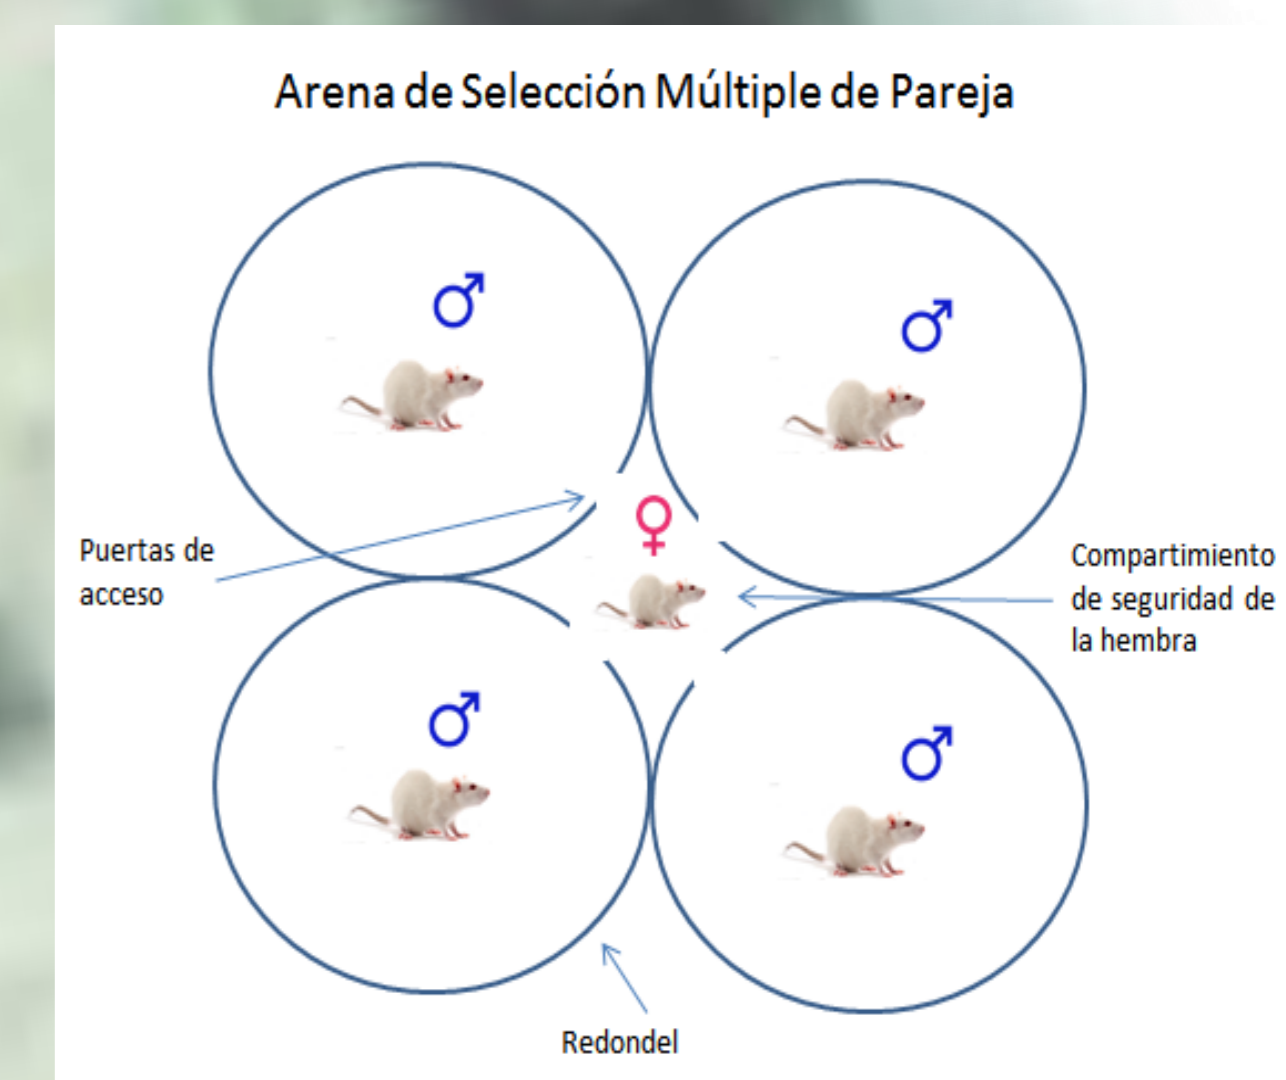 Arena de Selección Múltiple de Pareja
Puertas de
acceso
Compartimiento
de seguridad de
la hembra
Redondel